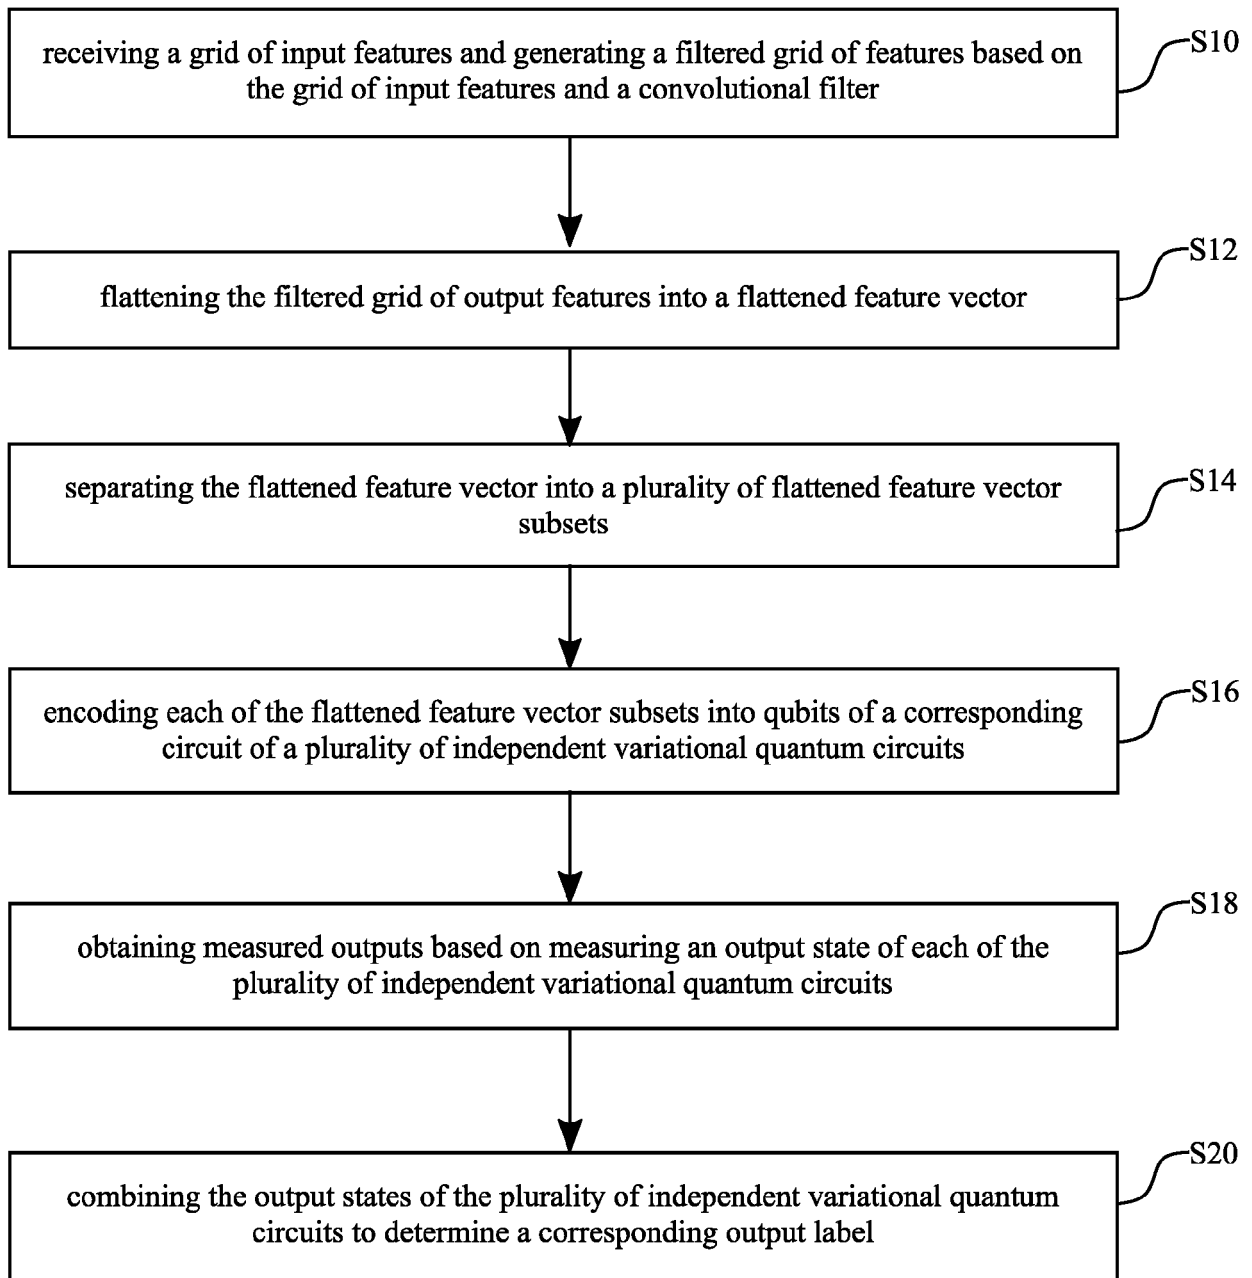 receiving a grid of input features and generating a filtered grid of features based on
the grid of input features and a convolutional filter
S10
flattening the filtered grid of output features into a flattened feature vector
S12
separating the flattened feature vector into a plurality of flattened feature vector
subsets
S14
encoding each of the flattened feature vector subsets into qubits of a corresponding
circuit of a plurality of independent variational quantum circuits
S16
obtaining measured outputs based on measuring an output state of each of the
plurality of independent variational quantum circuits
S18
combining the output states of the plurality of independent variational quantum
circuits to determine a corresponding output label
S20